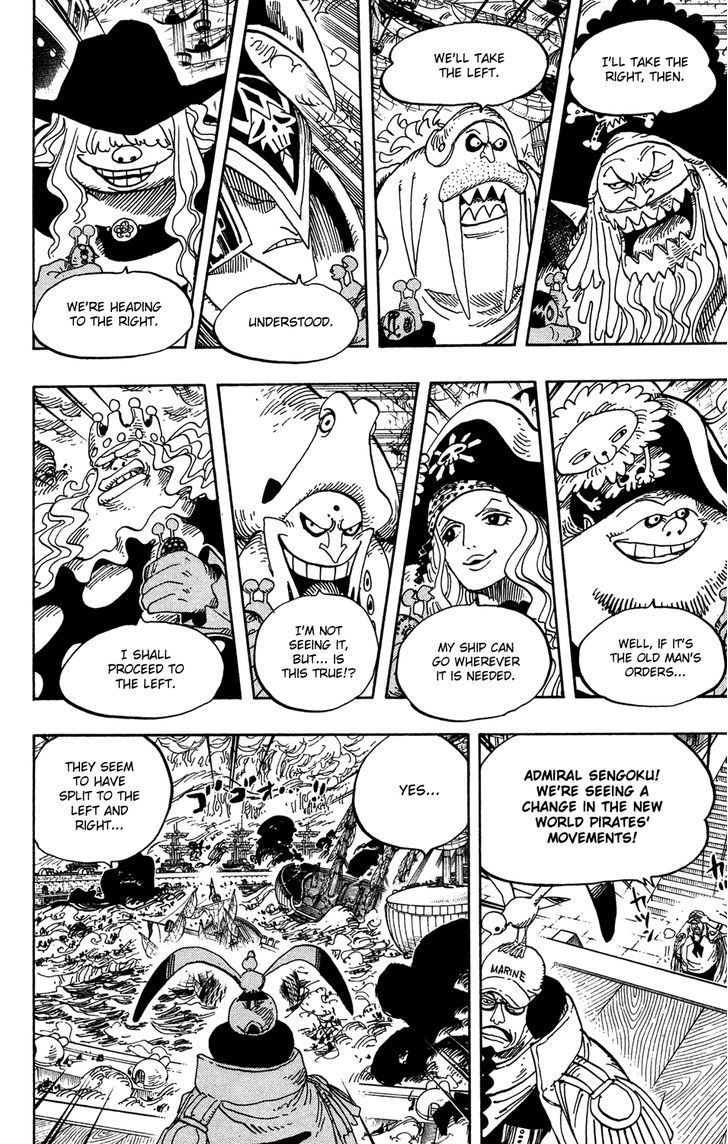 I'LL TAKE THE
RIGHT, THEN.
WE'LL TAKE
THE LEFT.
UNDERSTOOD.
WE'RE HEADING
TO THE RIGHT.
WELL, IF IT'S
THE OLD MAN'S
ORDERS...
MY SHIP CAN
GO WHEREVER
IT IS NEEDED.
I'M NOT
SEEING IT,
BUT... IS
THIS TRUE!?
I SHALL
PROCEED TO
THE LEFT.
ADMIRAL SENGOKU!
WE'RE SEEING A
CHANGE IN THE NEW
WORLD PIRATES'
MOVEMENTS!
MARINE
YES...
THEY SEEM
TO HAVE
SPLIT TO THE
LEFT AND
RIGHT...